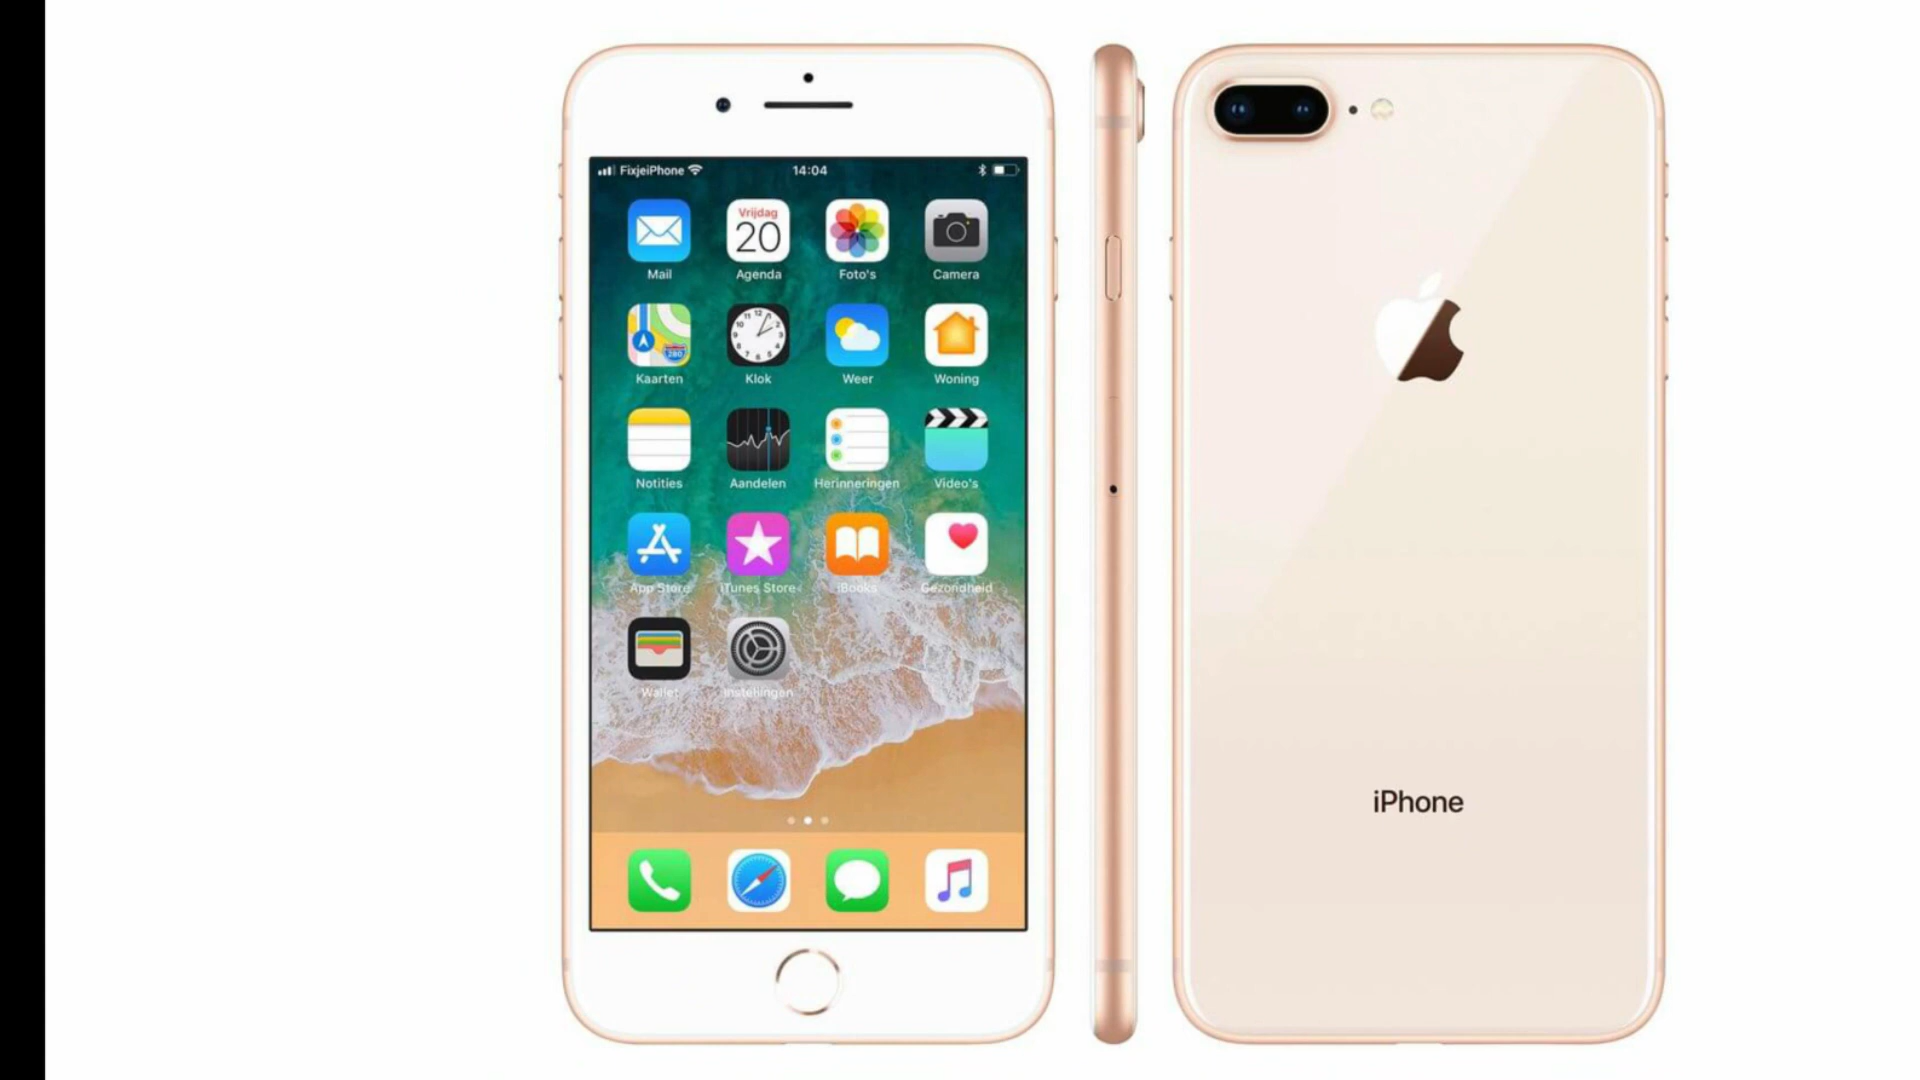 FixjeiPhone 14:04
Vrijdag
20
Mail Agenda Foto's Camera
280
Kaarten Klok Weer Woning
Notities Aandelen Herinneringen Video's
App Store iTunes Store iBooks Gezondheid
Wallet Instellingen
iPhone